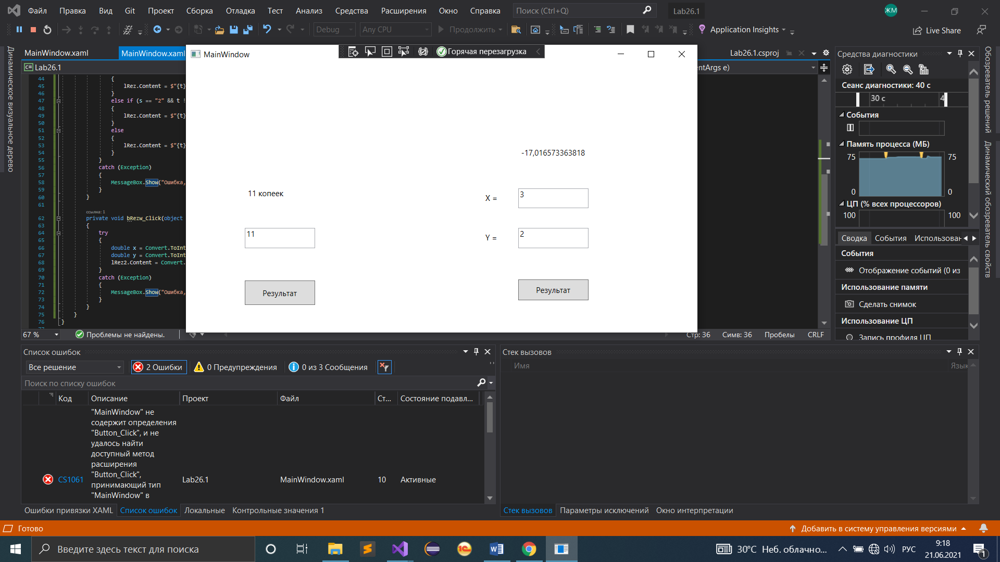 Файл Правка Вид Git Проект Сборка Отладка Тест Анализ Средства Расширения Окно Справка Поиск (Ctrl+Q) Lab26.1 ЖМ
Debug Any CPU Продолжить Application Insights Live Share
MainWindow.xaml MainWindow.xaml Lab26.1.csproj
Lab26.1 entArgs e)
MainWindow Горячая перезагрузка
Динамическое визуальное дерево
44 {
45 lRez.Content = $"{t}
46 }
47 else if (s == "2" && t !
48 {
49 lRez.Content = $"{t}
50 }
51 else
52 {
53 lRez.Content = $"{t}
54 }
55 }
56 catch (Exception)
57 {
58 MessageBox.Show("Ошибка,
59 }
60 }
61
ссылка: 1
62 private void bRezw_Click(object
63 {
64 try
65 {
66 double x = Convert.ToInt
67 double y = Convert.ToInt
68 lRez2.Content = Convert.
69 }
70 catch (Exception)
71 {
72 MessageBox.Show("Ошибка,
73 }
74 }
75 }
76 }
-17,016573363818
11 копеек
X = 3
11
Y = 2
Результат
Результат
67 % Проблемы не найдены. Стр: 36 Симв: 36 Пробелы CRLF
Средства диагностики
Сеанс диагностики: 40 с
30 с 4
События
Память процесса (МБ)
75 75
0 0
ЦП (% всех процессоров)
100 100
Сводка События Использован
События
Отображение событий (0 из
Использование памяти
Сделать снимок
Использование ЦП
Запись профиля ЦП
Обозреватель решений
Динамический обозреватель свойств
Список ошибок
Все решение 2 Ошибки 0 Предупреждения 0 из 3 Сообщения
Поиск по списку ошибок
Код Описание Проект Файл Ст... Состояние подавл...
"MainWindow" не
содержит определения
"Button_Click", и не
удалось найти
доступный метод
расширения
"Button_Click",
CS1061 принимающий тип Lab26.1 MainWindow.xaml 10 Активные
"MainWindow" в
Ошибки привязки XAML Список ошибок Локальные Контрольные значения 1
Стек вызовов
Имя Язык
Стек вызовов Параметры исключений Окно интерпретации
Готово Добавить в систему управления версиями
Введите здесь текст для поиска 30°C Неб. облачно... РУС 9:18
21.06.2021 1